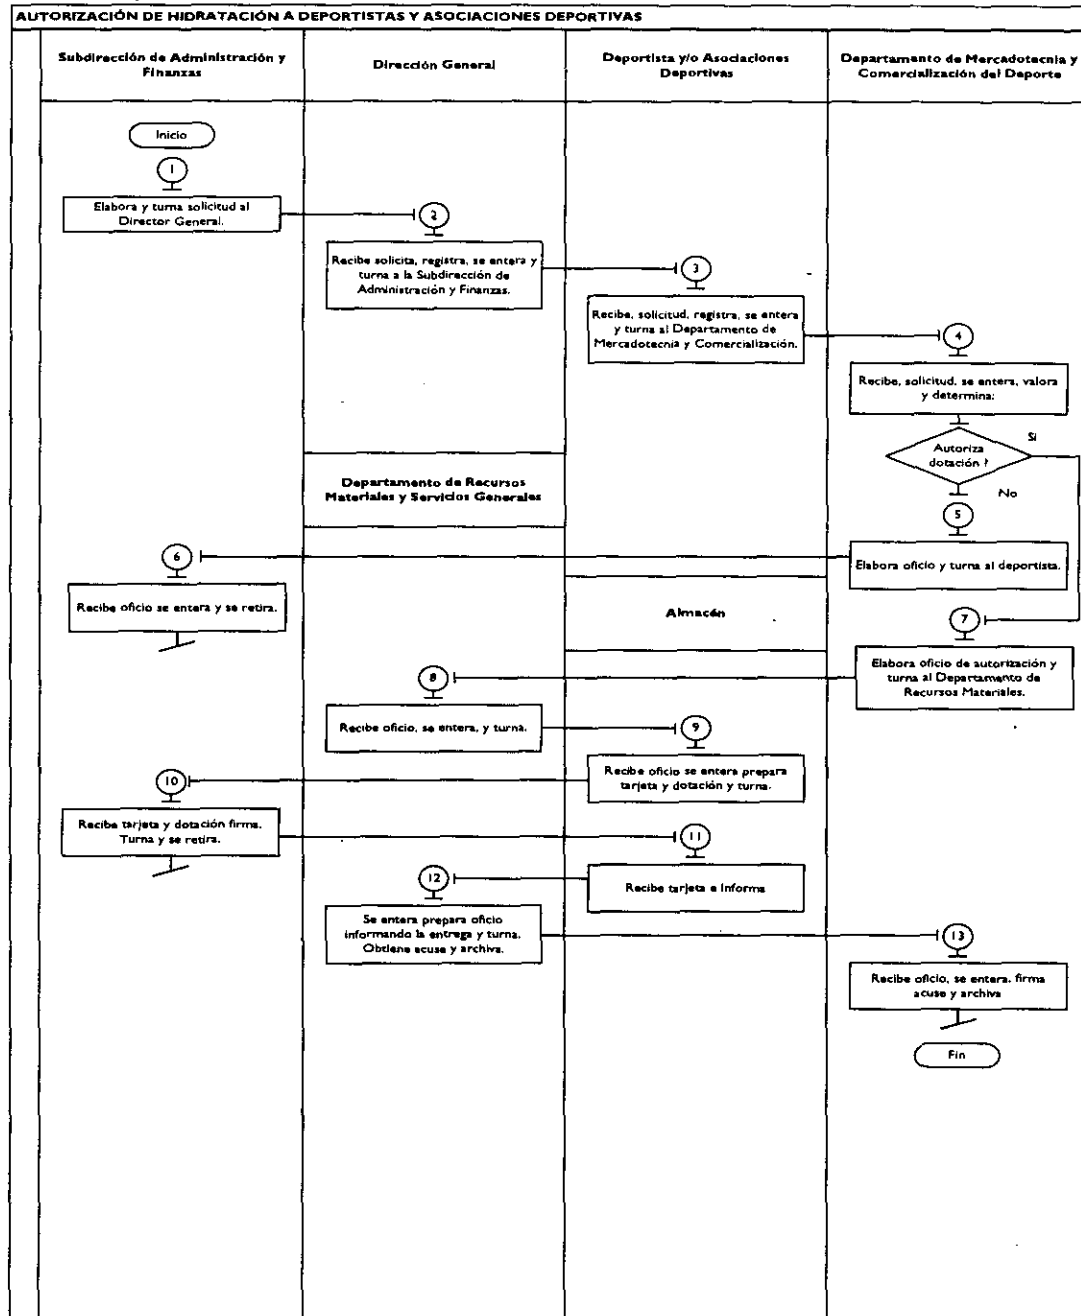 AUTORIZACIÓN DE HIDRATACIÓN A DEPORTISTAS Y ASOCIACIONES DEPORTIVAS
Subdirección de Administración y
Finanzas
Dirección General
Deportista y/o Asociaciones
Deportivas
Departamento de Mercadotecnia y
Comercialización del Deporte
Inicio
1
Elabora y turna solicitud al
Director General.
2
Recibe solicita, registra, se entera y
turna a la Subdirección de
Administración y Finanzas.
3
Recibe, solicitud, registra, se entera
y turna al Departamento de
Mercadotecnia y Comercialización.
4
Recibe, solicitud, se entera, valora
y determina:
Autoriza
dotación ?
Si
No
Departamento de Recursos
Materiales y Servicios Generales
5
Elabora oficio y turna al deportista.
6
Recibe oficio se entera y se retira.
Almacén
7
Elabora oficio de autorización y
turna al Departamento de
Recursos Materiales.
8
Recibe oficio, se entera, y turna.
9
Recibe oficio se entera prepara
tarjeta y dotación y turna.
10
Recibe tarjeta y dotación firma.
Turna y se retira.
11
Recibe tarjeta e informa
12
Se entera prepara oficio
informando la entrega y turna.
Obtiene acuse y archiva.
13
Recibe oficio, se entera, firma
acuse y archiva
Fin